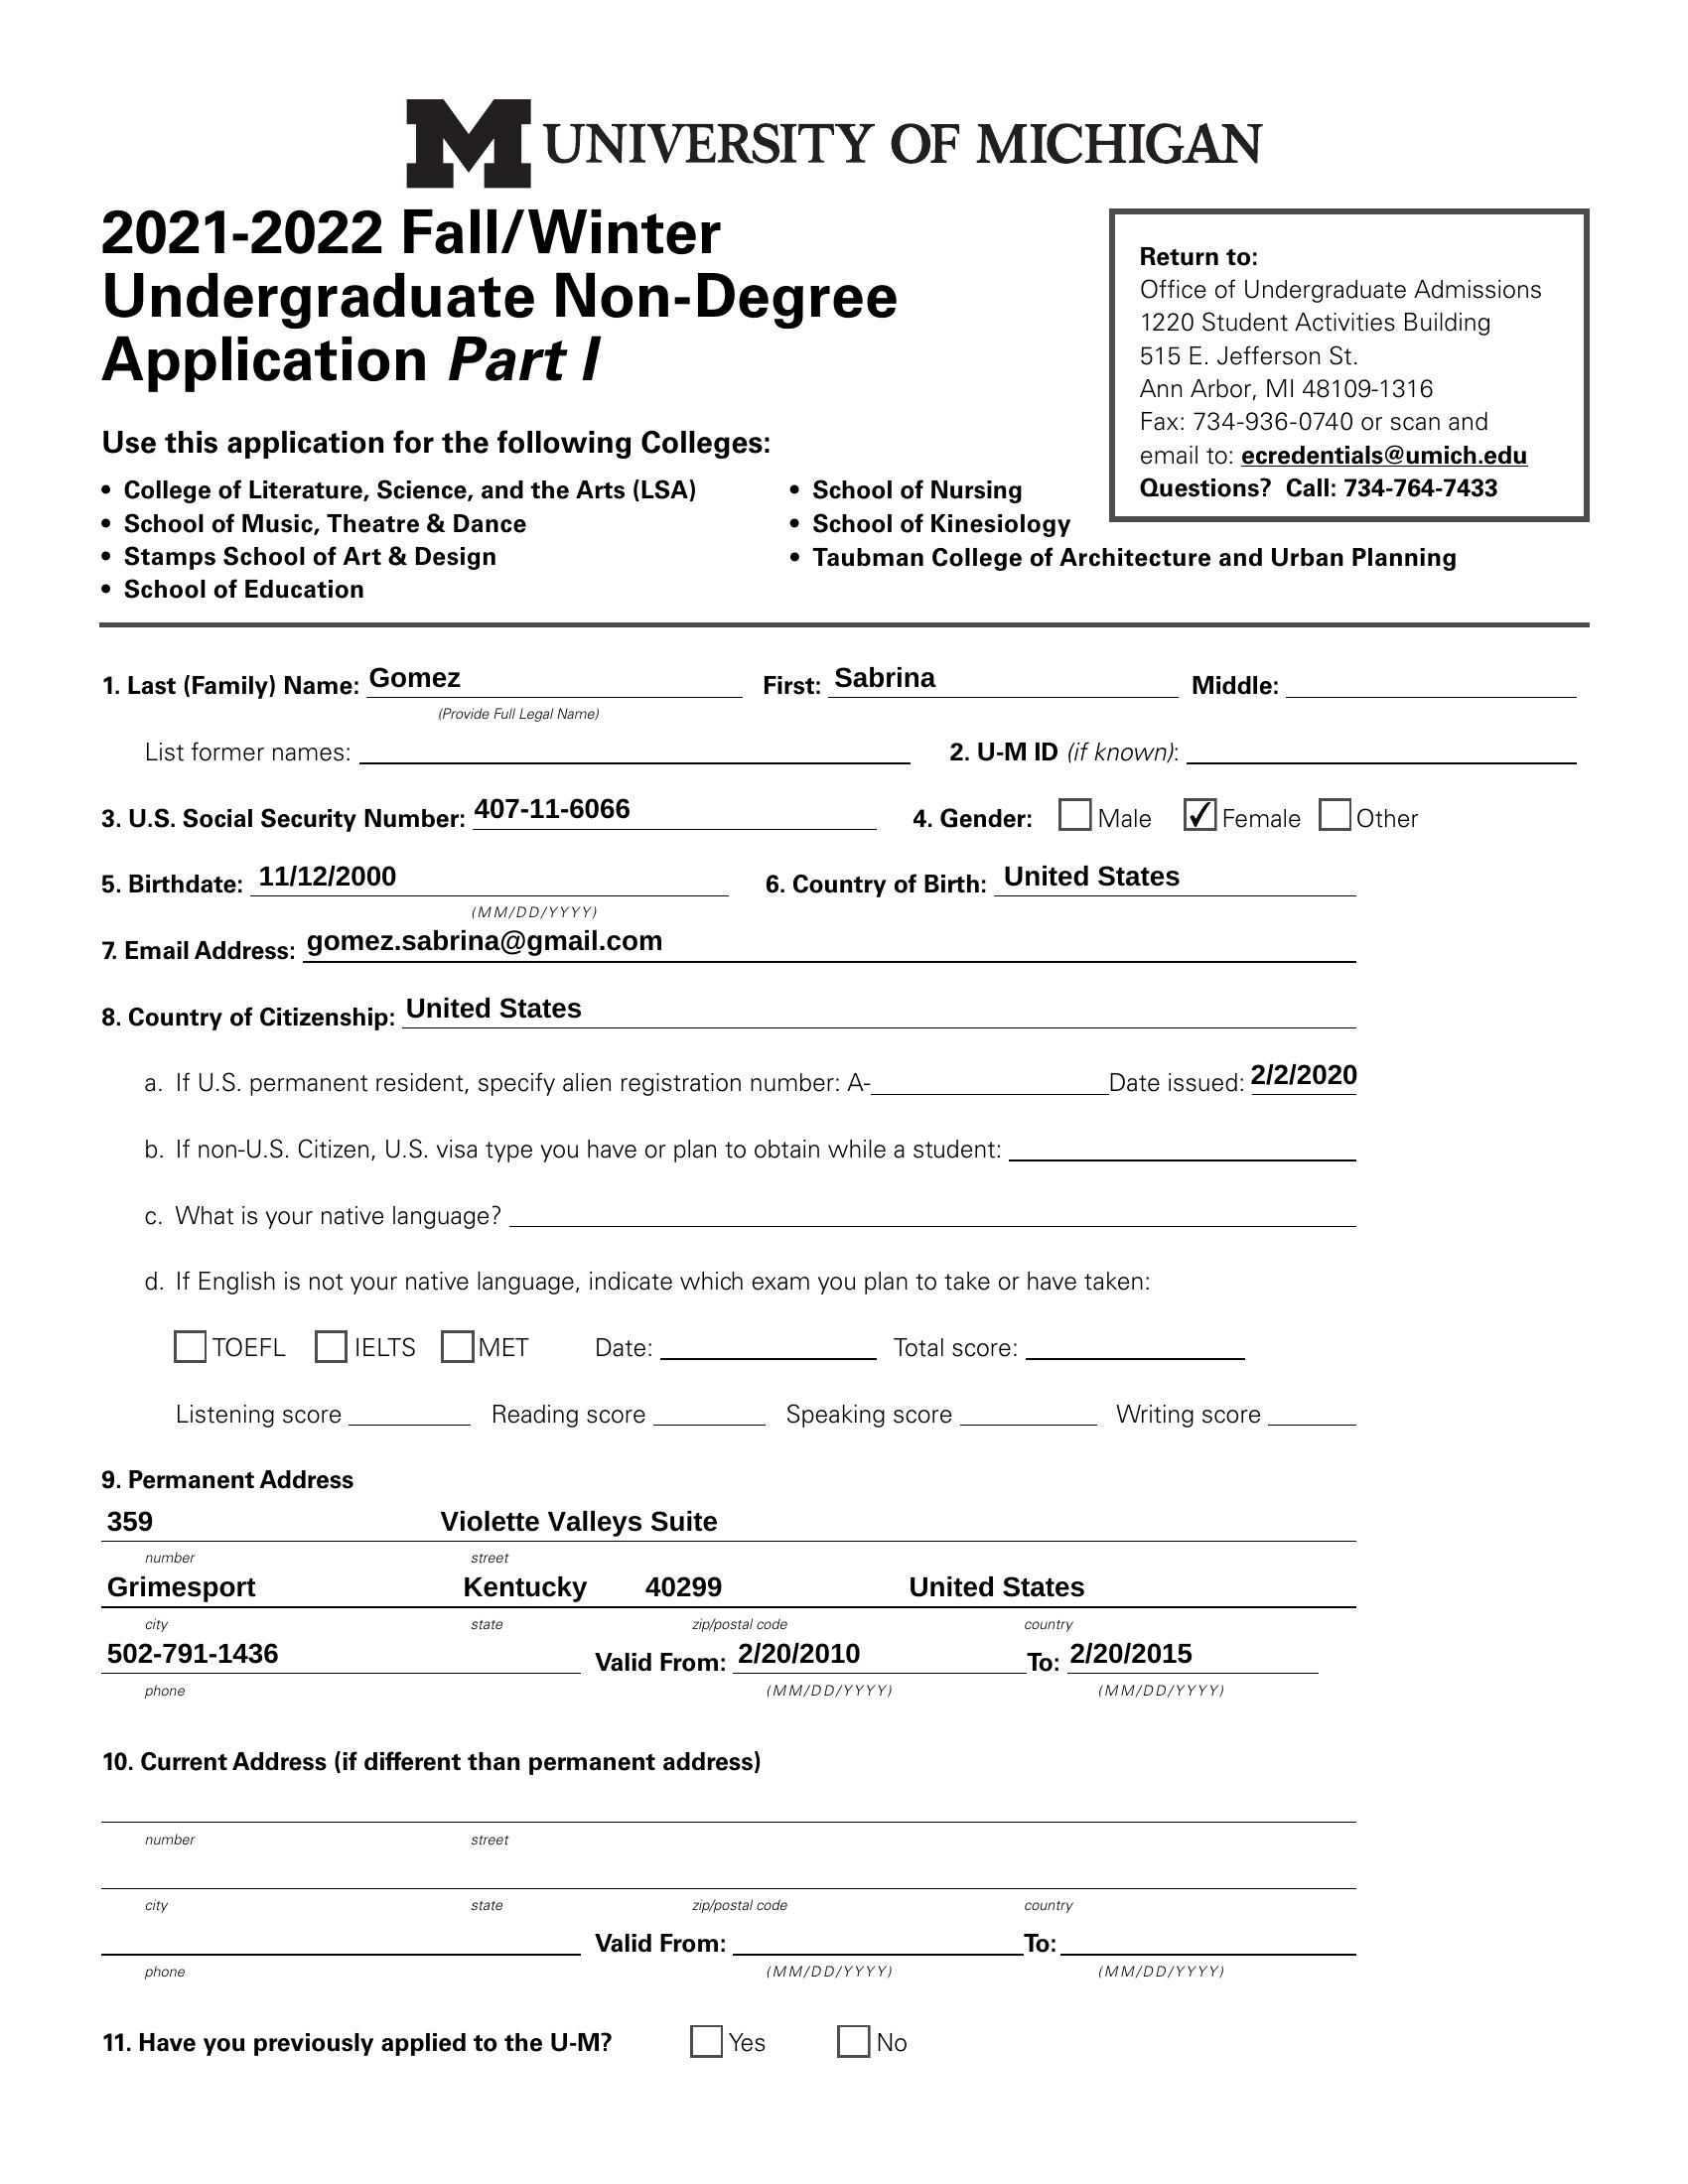 M UNIVERSITY OF MICHIGAN
2021-2022 Fall/Winter
Undergraduate Non-Degree
Application Part I
Return to:
Office of Undergraduate Admissions
1220 Student Activities Building
515 E. Jefferson St.
Ann Arbor, MI 48109-1316
Fax: 734-936-0740 or scan and
email to: ecredentials@umich.edu
Questions? Call: 734-764-7433
Use this application for the following Colleges:
• College of Literature, Science, and the Arts (LSA)
• School of Music, Theatre & Dance
• Stamps School of Art & Design
• School of Education
• School of Nursing
• School of Kinesiology
• Taubman College of Architecture and Urban Planning
1. Last (Family) Name: Gomez First: Sabrina Middle:
(Provide Full Legal Name)
List former names: 2. U-M ID (if known):
3. U.S. Social Security Number: 407-11-6066 4. Gender: Male ✓ Female Other
5. Birthdate: 11/12/2000 6. Country of Birth: United States
(MM/DD/YYYY)
7. Email Address: gomez.sabrina@gmail.com
8. Country of Citizenship: United States
a. If U.S. permanent resident, specify alien registration number: A- Date issued: 2/2/2020
b. If non-U.S. Citizen, U.S. visa type you have or plan to obtain while a student:
c. What is your native language?
d. If English is not your native language, indicate which exam you plan to take or have taken:
TOEFL IELTS MET Date: Total score:
Listening score Reading score Speaking score Writing score
9. Permanent Address
359 Violette Valleys Suite
number street
Grimesport Kentucky 40299 United States
city state zip/postal code country
502-791-1436 Valid From: 2/20/2010 To: 2/20/2015
phone (MM/DD/YYYY) (MM/DD/YYYY)
10. Current Address (if different than permanent address)
number street
city state zip/postal code country
Valid From: To:
phone (MM/DD/YYYY) (MM/DD/YYYY)
11. Have you previously applied to the U-M? Yes No